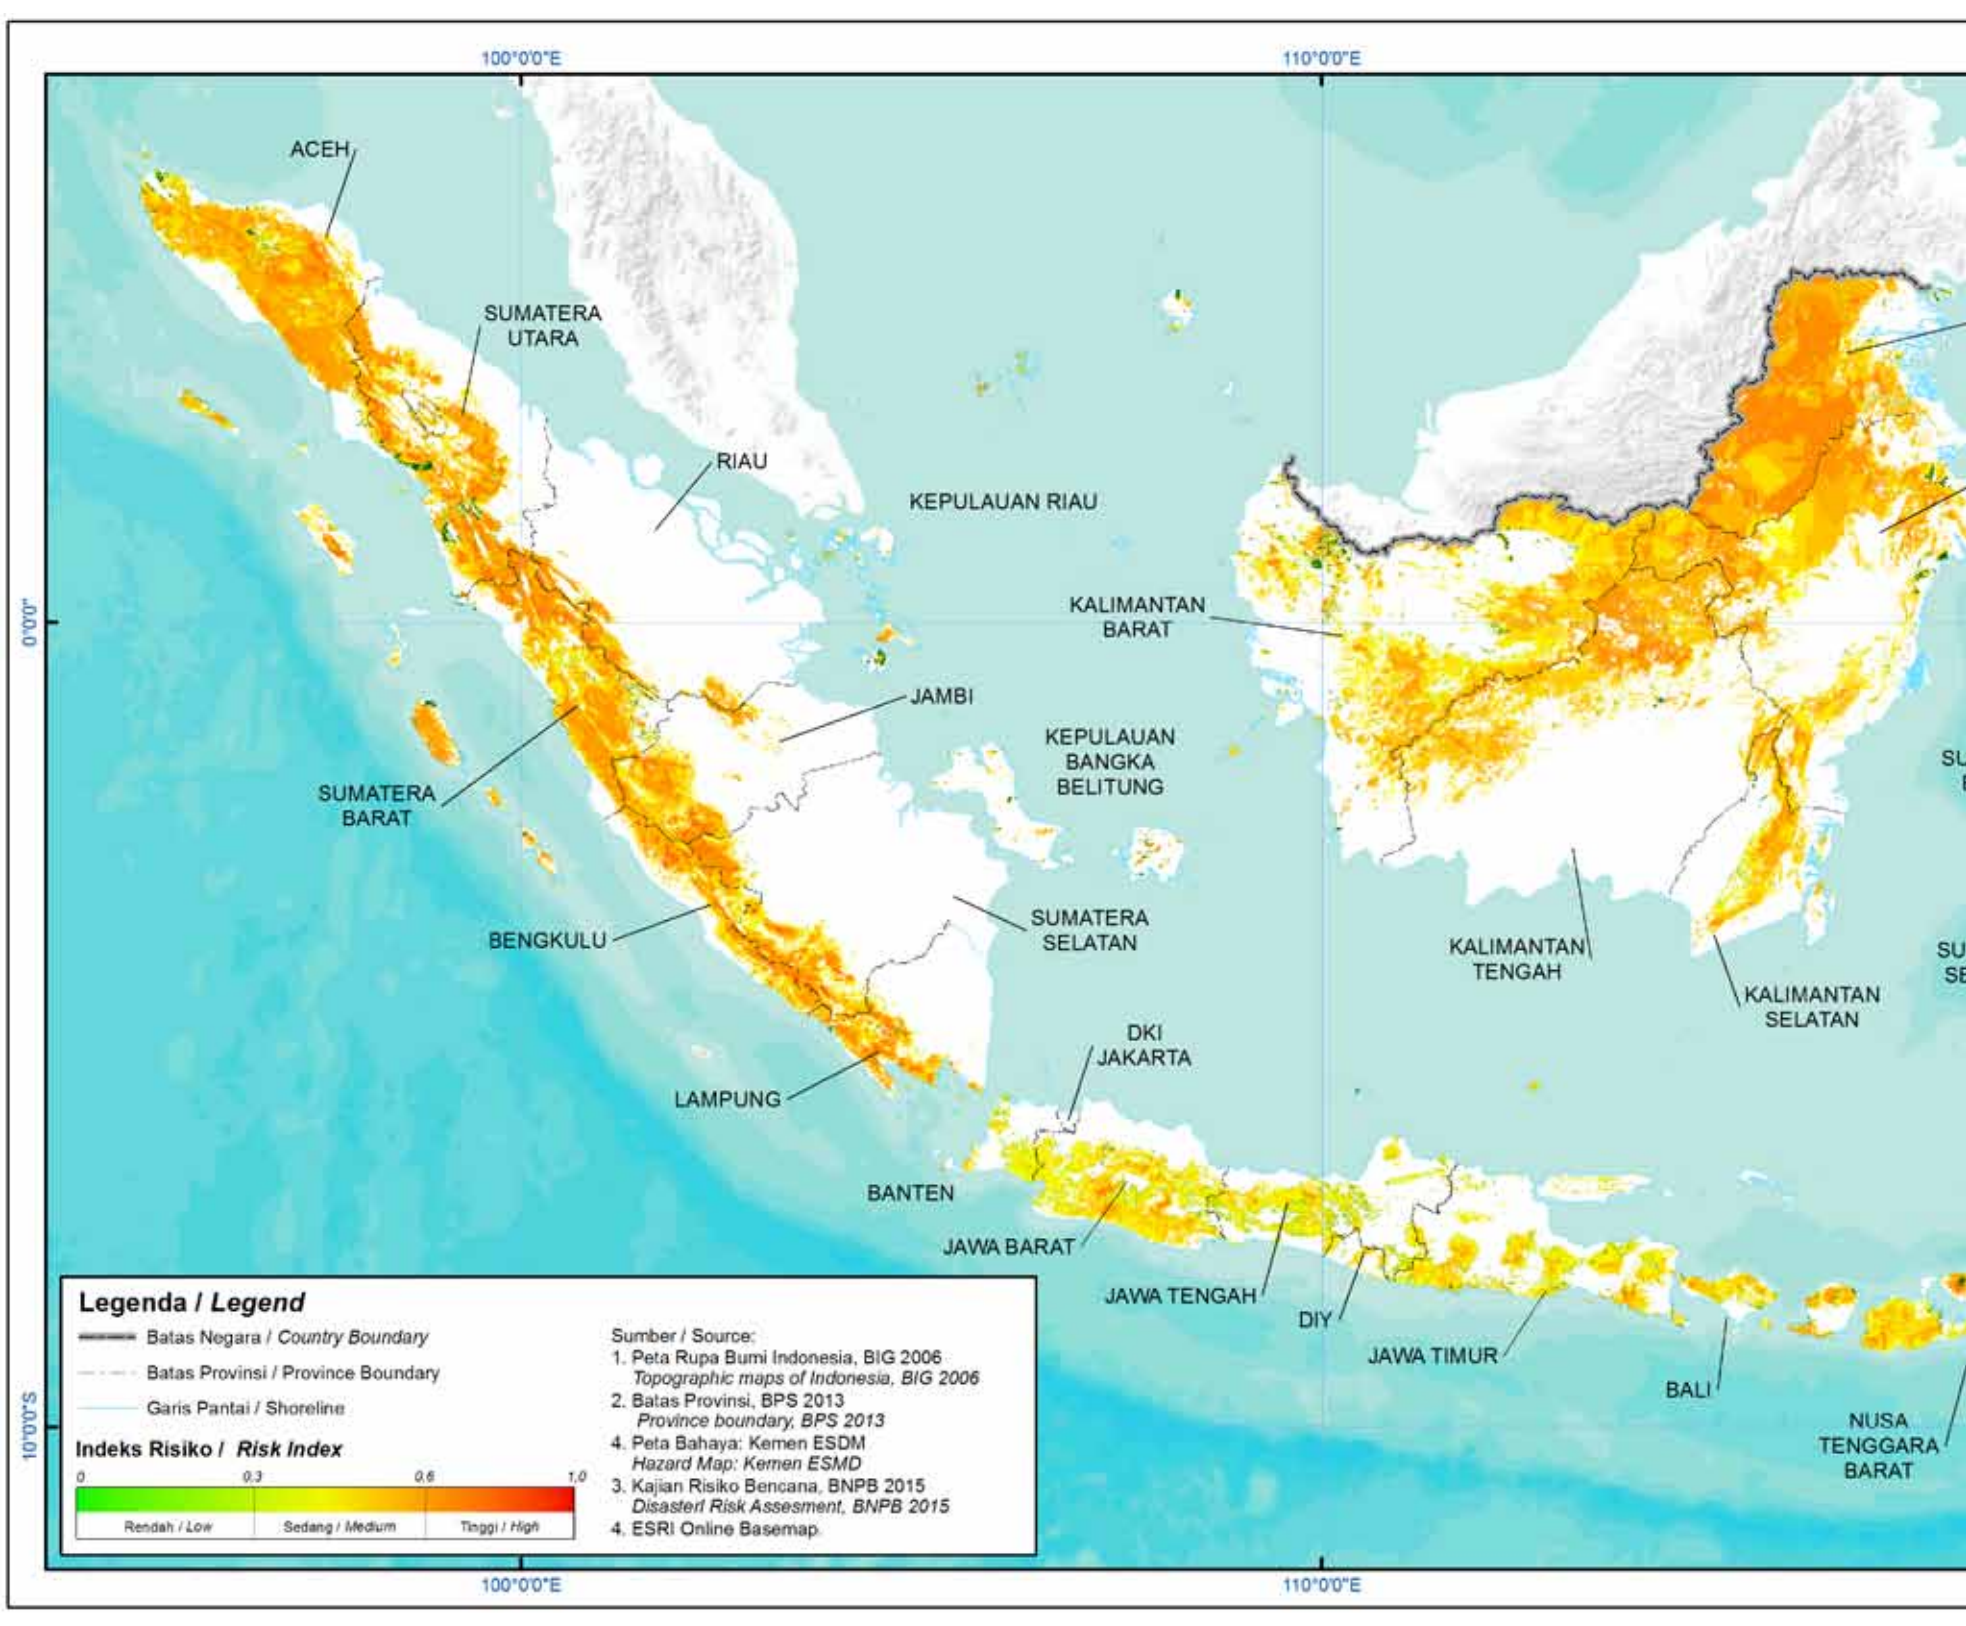 100°0'0"E
110°0'0"E
ACEH
SUMATERA
UTARA
RIAU
KEPULAUAN RIAU
0°0'0"
KALIMANTAN
BARAT
JAMBI
KEPULAUAN
BANGKA
BELITUNG
SU
SUMATERA
BARAT
BENGKULU
SUMATERA
SELATAN
KALIMANTAN
TENGAH
SU
SE
KALIMANTAN
SELATAN
DKI
JAKARTA
LAMPUNG
BANTEN
JAWA BARAT
JAWA TENGAH
DIY
JAWA TIMUR
BALI
NUSA
TENGGARA
BARAT
10°0'0"S
Legenda / Legend
Batas Negara / Country Boundary
Batas Provinsi / Province Boundary
Garis Pantai / Shoreline
Indeks Risiko / Risk Index
0 0,3 0,6 1,0
Rendah / Low Sedang / Medium Tinggi / High
Sumber / Source:
1. Peta Rupa Bumi Indonesia, BIG 2006
Topographic maps of Indonesia, BIG 2006
2. Batas Provinsi, BPS 2013
Province boundary, BPS 2013
4. Peta Bahaya: Kemen ESDM
Hazard Map: Kemen ESMD
3. Kajian Risiko Bencana, BNPB 2015
Disasterl Risk Assesment, BNPB 2015
4. ESRI Online Basemap.
100°0'0"E
110°0'0"E